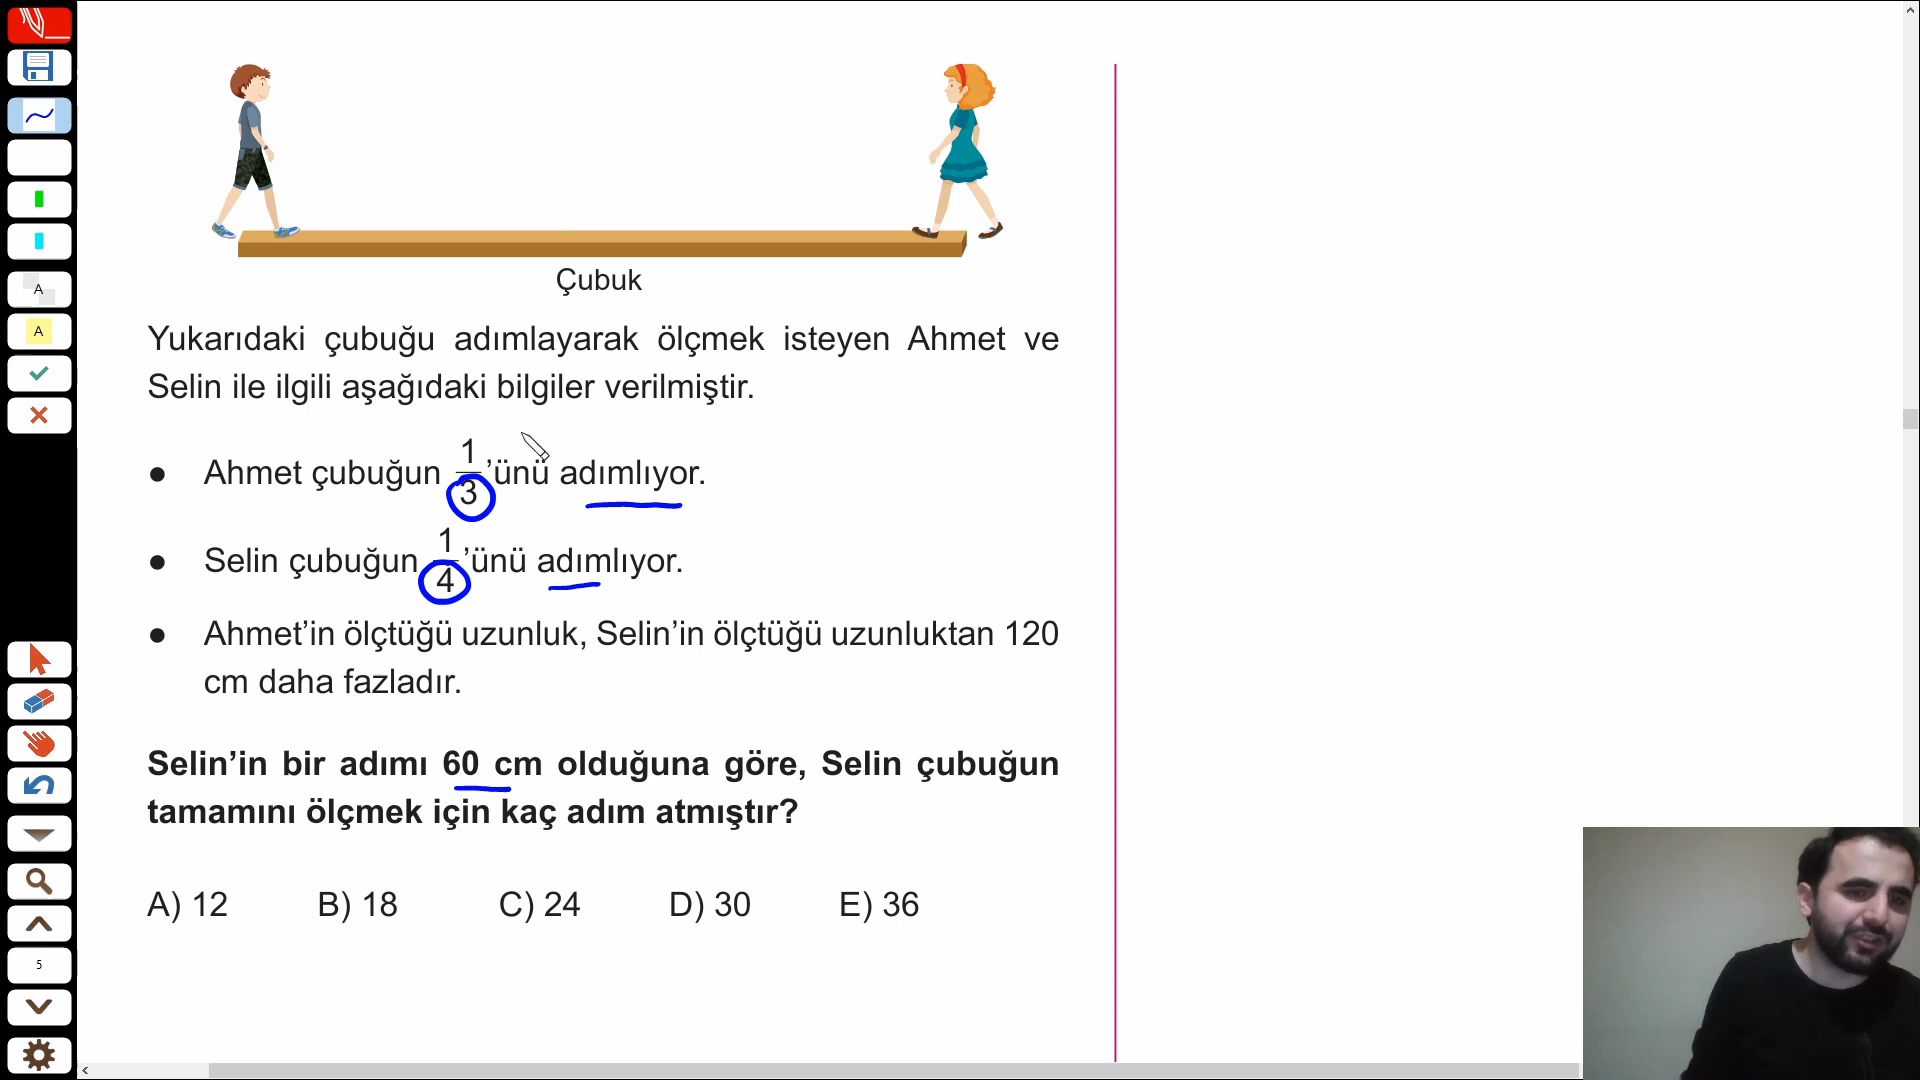 A
A
5
Çubuk
Yukarıdaki çubuğu adımlayarak ölçmek isteyen Ahmet ve
Selin ile ilgili aşağıdaki bilgiler verilmiştir.
● Ahmet çubuğun 1/3 ’ünü adımlıyor.
● Selin çubuğun 1/4 ’ünü adımlıyor.
● Ahmet’in ölçtüğü uzunluk, Selin’in ölçtüğü uzunluktan 120
cm daha fazladır.
Selin’in bir adımı 60 cm olduğuna göre, Selin çubuğun
tamamını ölçmek için kaç adım atmıştır?
A) 12 B) 18 C) 24 D) 30 E) 36